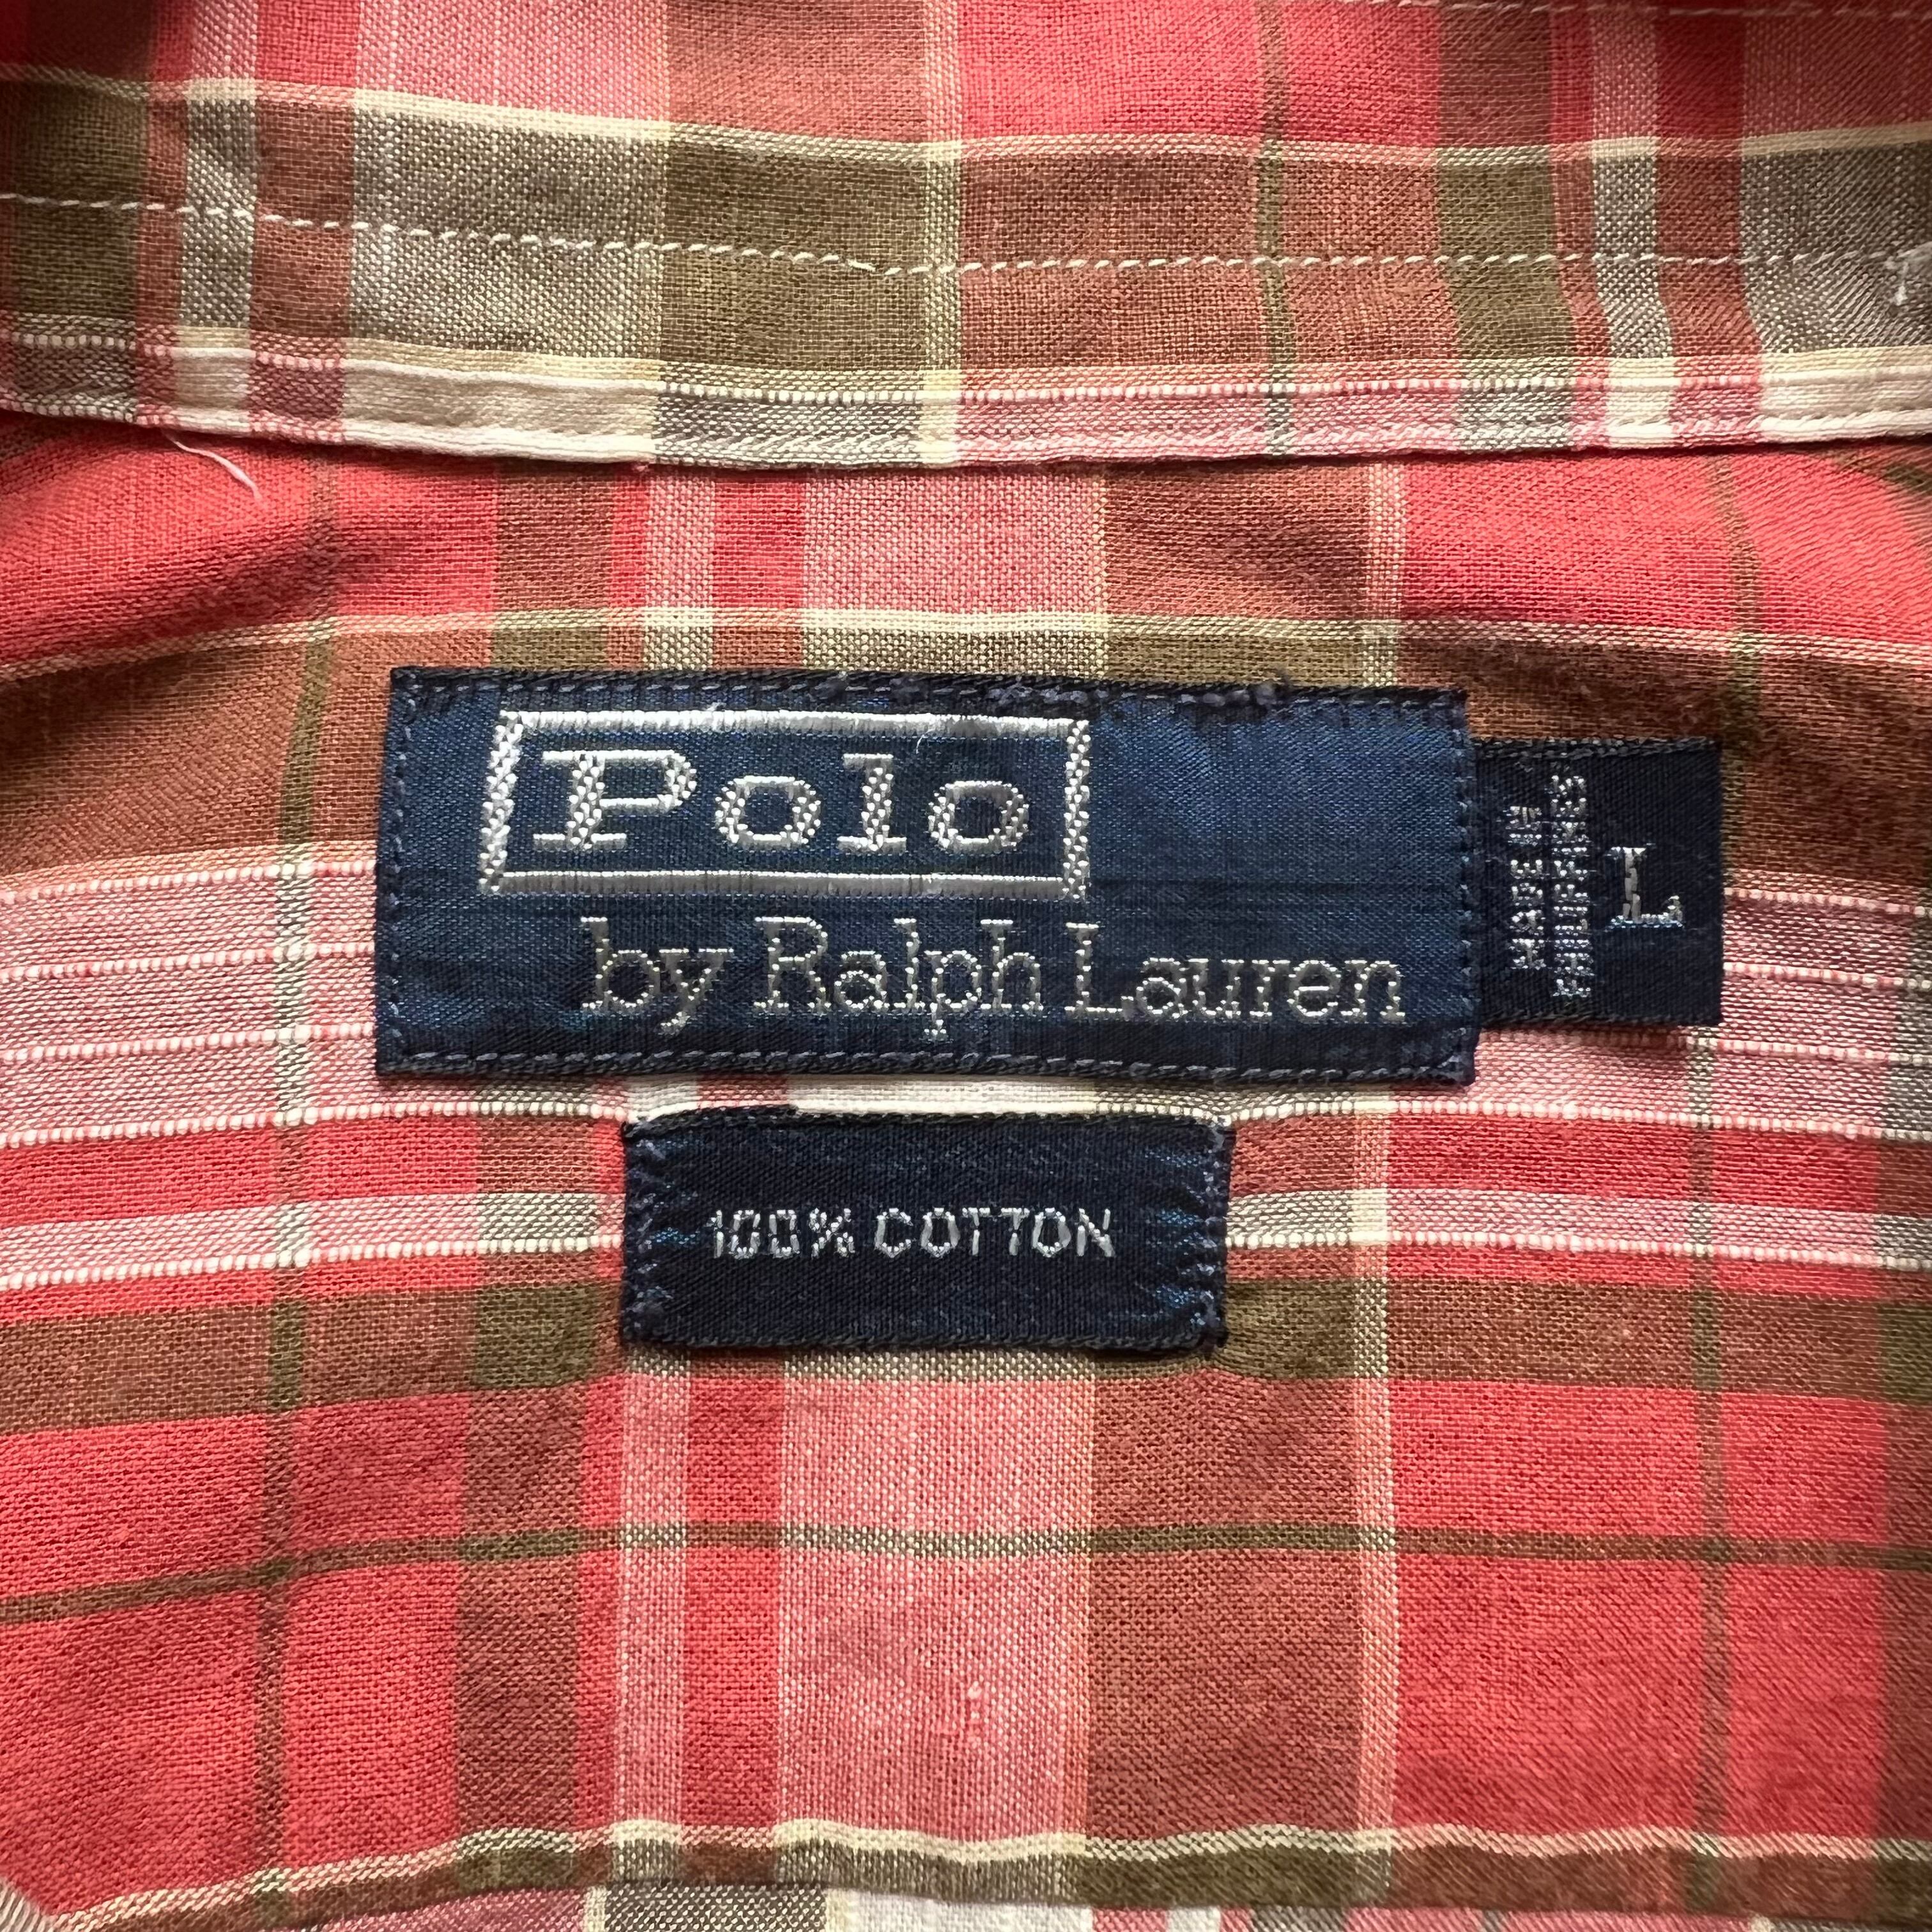 Polo
by Ralph Lauren
MADE IN
PHILIPPINES
L
100% COTTON